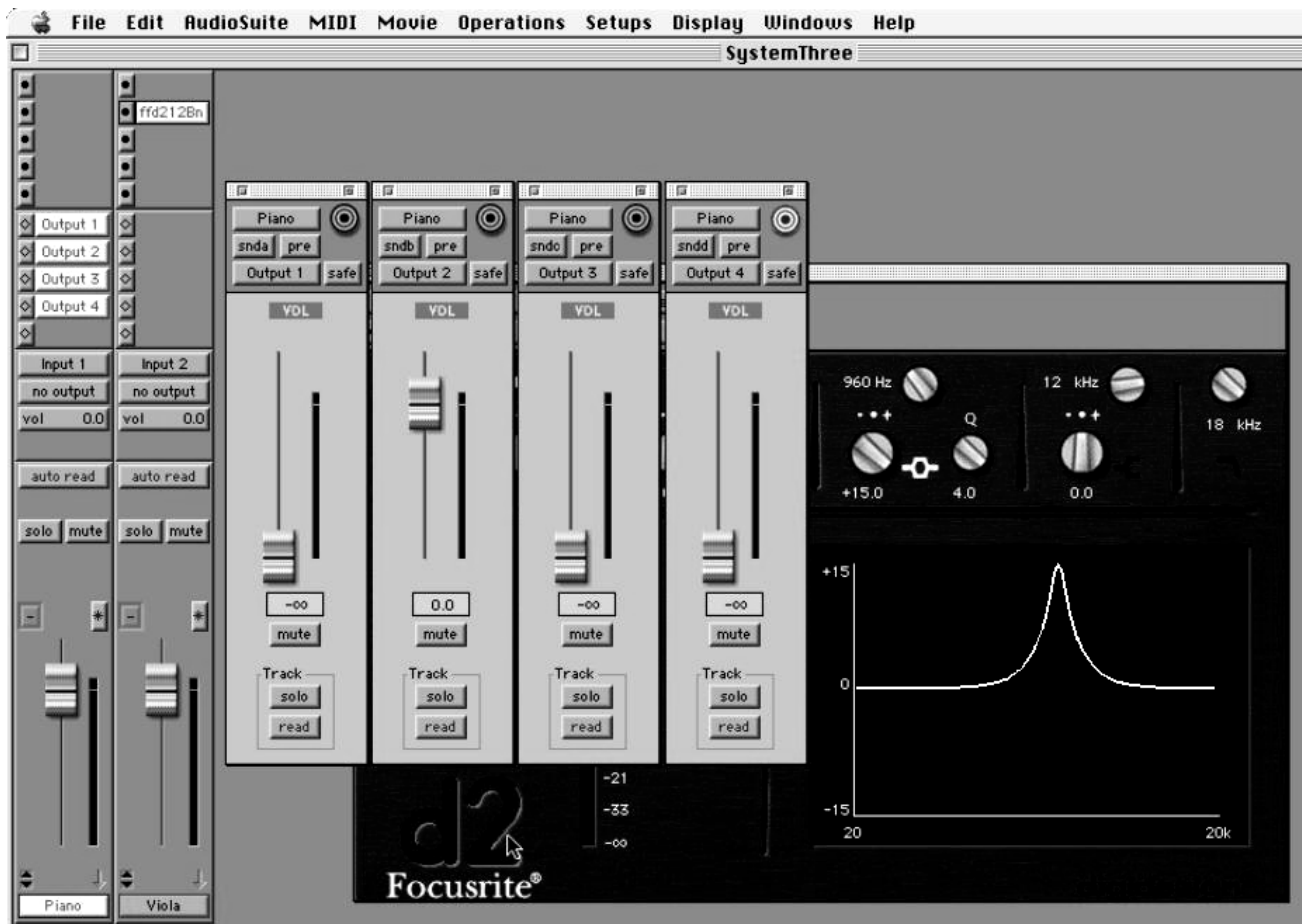 File Edit AudioSuite MIDI Movie Operations Setups Display Windows Help
SystemThree
ffd212Bn
Output 1
Output 2
Output 3
Output 4
Input 1 Input 2
no output no output
vol 0.0 vol 0.0
auto read auto read
solo mute solo mute
Piano Viola
Piano
snda pre
Output 1 safe
VOL
-∞
mute
Track
solo
read
Piano
sndb pre
Output 2 safe
VOL
0.0
mute
Track
solo
read
Piano
sndc pre
Output 3 safe
VOL
-∞
mute
Track
solo
read
Piano
sndd pre
Output 4 safe
VOL
-∞
mute
Track
solo
read
960 Hz 12 kHz
18 kHz
Q
+15.0 4.0 0.0
+15
0
-15
20 20k
-21
-33
-∞
d2
Focusrite®